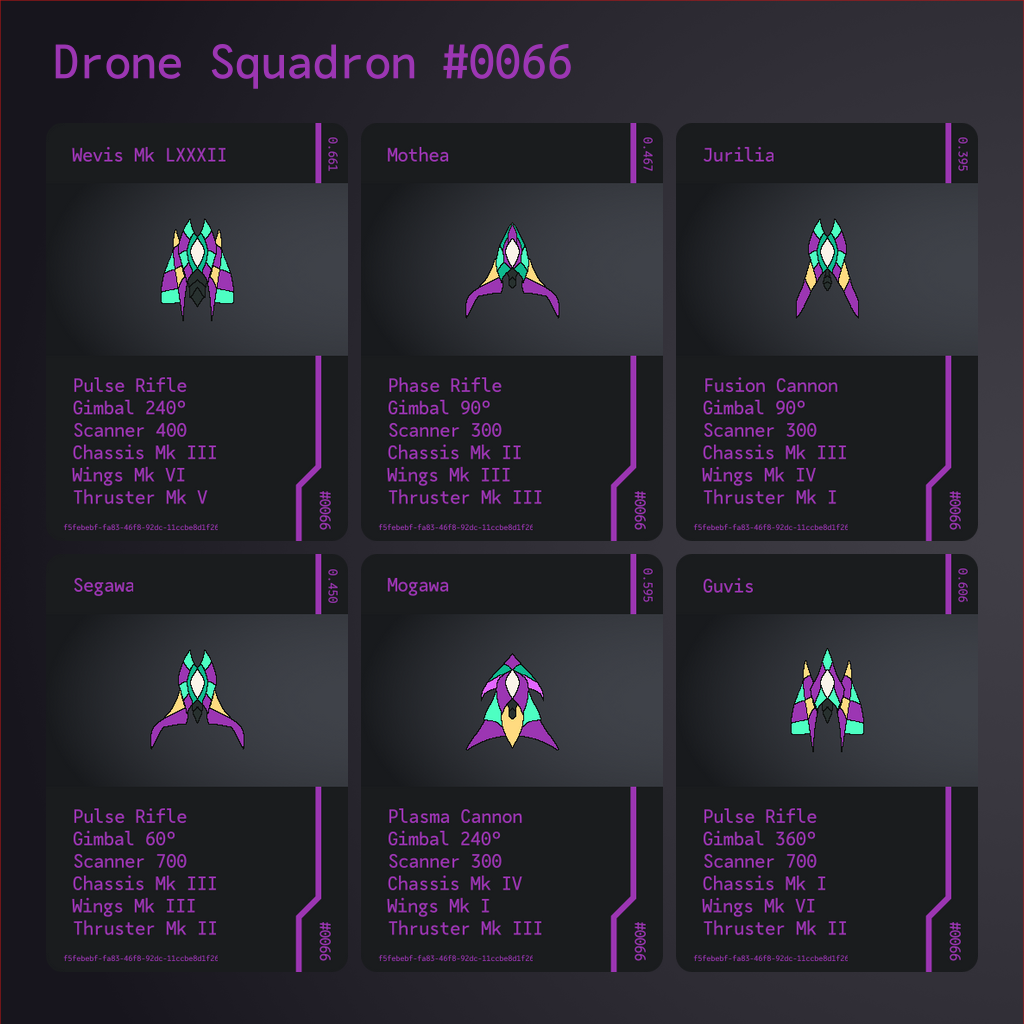 Drone Squadron #0066
Wevis Mk LXXXII
0.661
Pulse Rifle
Gimbal 240°
Scanner 400
Chassis Mk III
Wings Mk VI
Thruster Mk V
#0066
f5febebf-fa83-46f8-92dc-11ccbe8d1f26
Mothea
0.467
Phase Rifle
Gimbal 90°
Scanner 300
Chassis Mk II
Wings Mk III
Thruster Mk III
#0066
f5febebf-fa83-46f8-92dc-11ccbe8d1f26
Jurilia
0.395
Fusion Cannon
Gimbal 90°
Scanner 300
Chassis Mk III
Wings Mk IV
Thruster Mk I
#0066
f5febebf-fa83-46f8-92dc-11ccbe8d1f26
Segawa
0.450
Pulse Rifle
Gimbal 60°
Scanner 700
Chassis Mk III
Wings Mk III
Thruster Mk II
#0066
f5febebf-fa83-46f8-92dc-11ccbe8d1f26
Mogawa
0.595
Plasma Cannon
Gimbal 240°
Scanner 300
Chassis Mk IV
Wings Mk I
Thruster Mk III
#0066
f5febebf-fa83-46f8-92dc-11ccbe8d1f26
Guvis
0.606
Pulse Rifle
Gimbal 360°
Scanner 700
Chassis Mk I
Wings Mk VI
Thruster Mk II
#0066
f5febebf-fa83-46f8-92dc-11ccbe8d1f26